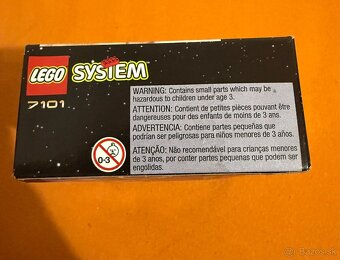 LEGO SYSTEM
7101
WARNING: Contains small parts which may be
hazardous to children under age 3.
ATTENTION: Contient de petites pièces pouvant être
dangereuses pour des enfants de moins de 3 ans.
ADVERTENCIA: Contiene partes pequeñas que
podrían ser peligrosas para niños menores de 3 años.
ATENÇÃO: Não recomendável para crianças menores
de 3 anos, por conter partes pequenas que podem ser
engolidas.
0-3